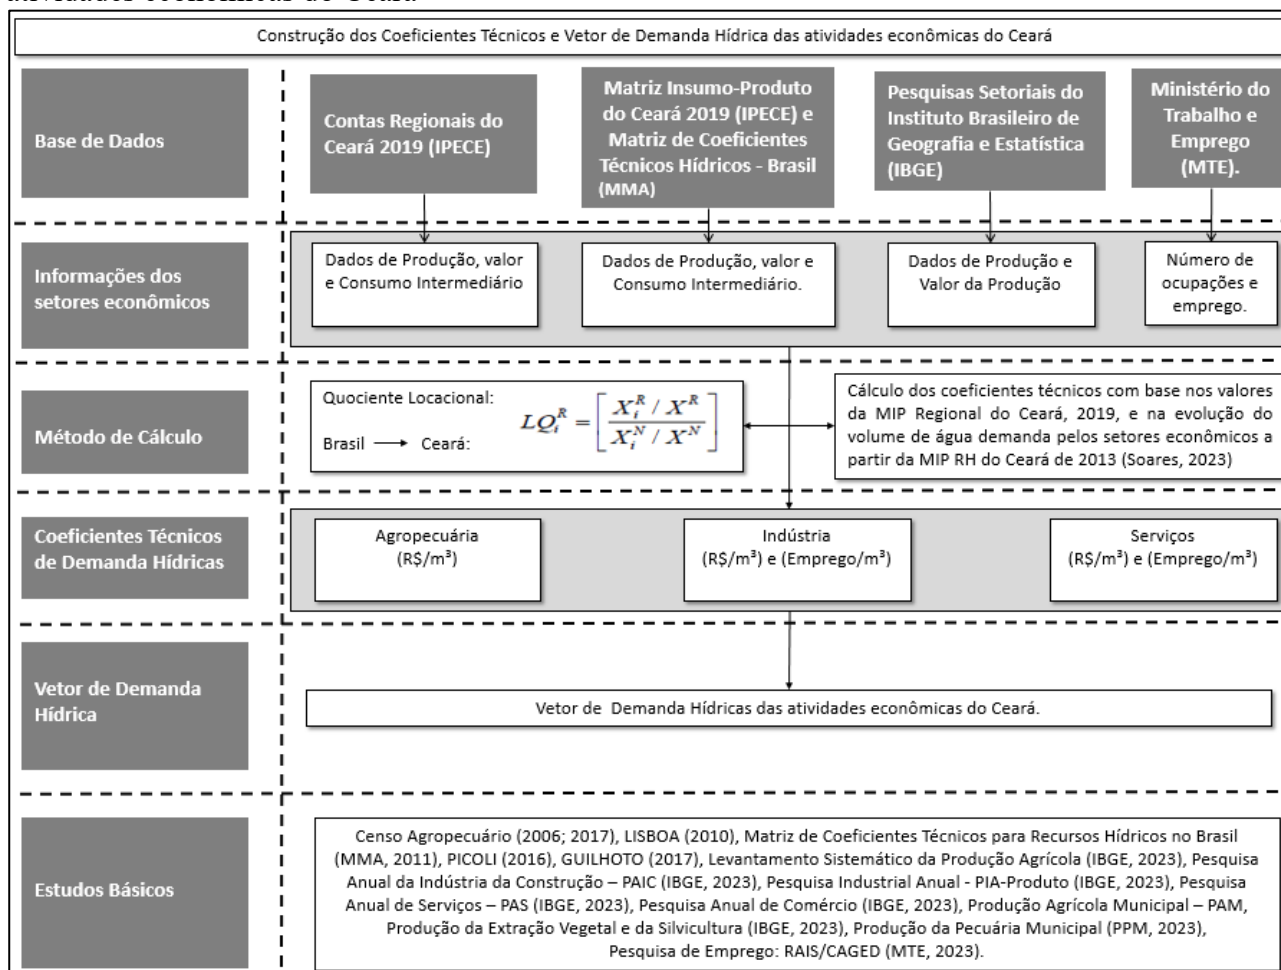 atividades econômicas do Ceará
Construção dos Coeficientes Técnicos e Vetor de Demanda Hídrica das atividades econômicas do Ceará
Base de Dados
Contas Regionais do
Ceará 2019 (IPECE)
Matriz Insumo-Produto
do Ceará 2019 (IPECE) e
Matriz de Coeficientes
Técnicos Hídricos - Brasil
(MMA)
Pesquisas Setoriais do
Instituto Brasileiro de
Geografia e Estatística
(IBGE)
Ministério do
Trabalho e
Emprego
(MTE).
Informações dos
setores econômicos
Dados de Produção, valor
e Consumo Intermediário
Dados de Produção, valor e
Consumo Intermediário.
Dados de Produção e
Valor da Produção
Número de
ocupações e
emprego.
Método de Cálculo
Quociente Locacional:
Brasil ⟶ Ceará:
LQ_i^R = [ (X_i^R / X^R) / (X_i^N / X^N) ]
Cálculo dos coeficientes técnicos com base nos valores
da MIP Regional do Ceará, 2019, e na evolução do
volume de água demanda pelos setores econômicos a
partir da MIP RH do Ceará de 2013 (Soares, 2023)
Coeficientes Técnicos
de Demanda Hídricas
Agropecuária
(R$/m³)
Indústria
(R$/m³) e (Emprego/m³)
Serviços
(R$/m³) e (Emprego/m³)
Vetor de Demanda
Hídrica
Vetor de Demanda Hídricas das atividades econômicas do Ceará.
Estudos Básicos
Censo Agropecuário (2006; 2017), LISBOA (2010), Matriz de Coeficientes Técnicos para Recursos Hídricos no Brasil
(MMA, 2011), PICOLI (2016), GUILHOTO (2017), Levantamento Sistemático da Produção Agrícola (IBGE, 2023), Pesquisa
Anual da Indústria da Construção – PAIC (IBGE, 2023), Pesquisa Industrial Anual - PIA-Produto (IBGE, 2023), Pesquisa
Anual de Serviços – PAS (IBGE, 2023), Pesquisa Anual de Comércio (IBGE, 2023), Produção Agrícola Municipal – PAM,
Produção da Extração Vegetal e da Silvicultura (IBGE, 2023), Produção da Pecuária Municipal (PPM, 2023),
Pesquisa de Emprego: RAIS/CAGED (MTE, 2023).